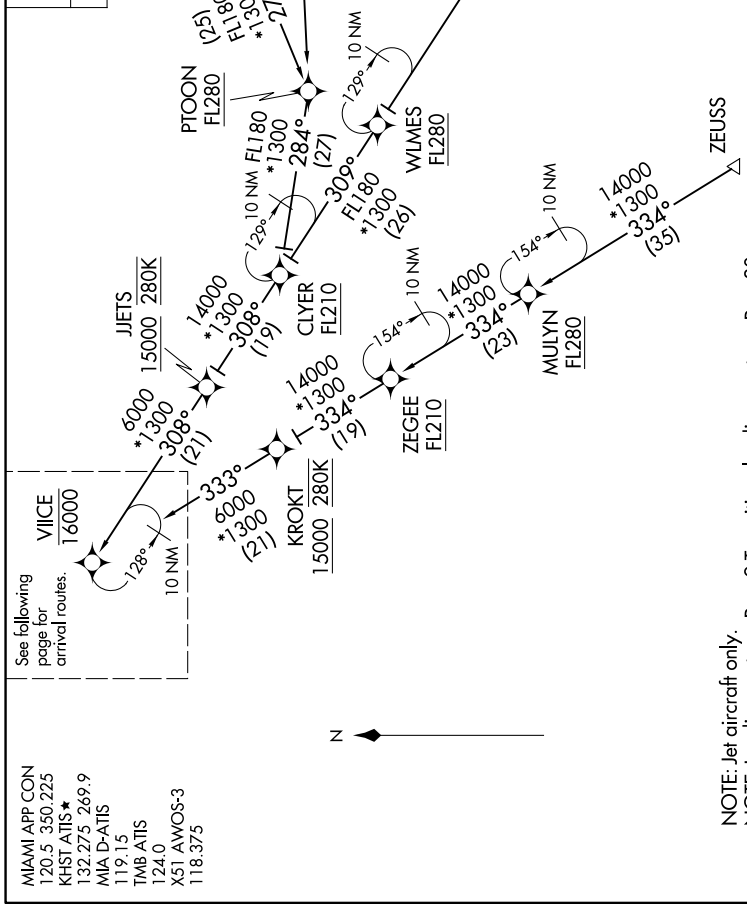 MIAMI APP CON
120.5 350.225
KHST ATIS★
132.275 269.9
MIA D-ATIS
119.15
TMB ATIS
124.0
X51 AWOS-3
118.375
See following
page for
arrival routes.
VIICE
16000
128°
10 NM
6000
*1300
308°
(21)
JJETS
15000 280K
14000
*1300
308°
(19)
CLYER
FL210
129°
10 NM
FL180
*1300
284°
(27)
PTOON
FL280
(25)
FL180
*1300
309°
FL180
*1300
(26)
WLMES
FL280
129°
10 NM
333°
6000
*1300
(21)
KROKT
15000 280K
14000
*1300
334°
(19)
ZEGEE
FL210
154°
10 NM
14000
*1300
334°
(23)
MULYN
FL280
154°
10 NM
14000
*1300
334°
(35)
ZEUSS
N
NOTE: Jet aircraft only.